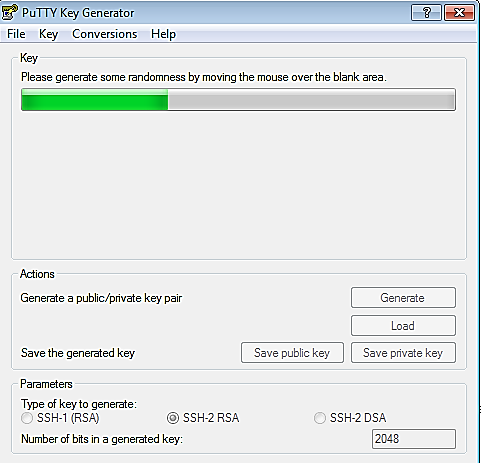 PuTTY Key Generator
?
File Key Conversions Help
Key
Please generate some randomness by moving the mouse over the blank area.
Actions
Generate a public/private key pair
Generate
Load
Save the generated key
Save public key
Save private key
Parameters
Type of key to generate:
SSH-1 (RSA) SSH-2 RSA SSH-2 DSA
Number of bits in a generated key:
2048